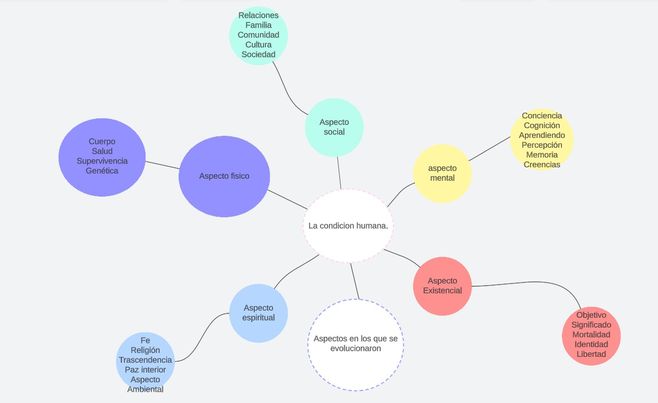 Relaciones
Familia
Comunidad
Cultura
Sociedad
Aspecto
social
Conciencia
Cognición
Aprendiendo
Percepción
Memoria
Creencias
aspecto
mental
Cuerpo
Salud
Supervivencia
Genética
Aspecto fisico
La condicion humana.
Aspecto
Existencial
Objetivo
Significado
Mortalidad
Identidad
Libertad
Aspecto
espiritual
Fe
Religión
Trascendencia
Paz interior
Aspecto
Ambiental
Aspectos en los que se
evolucionaron